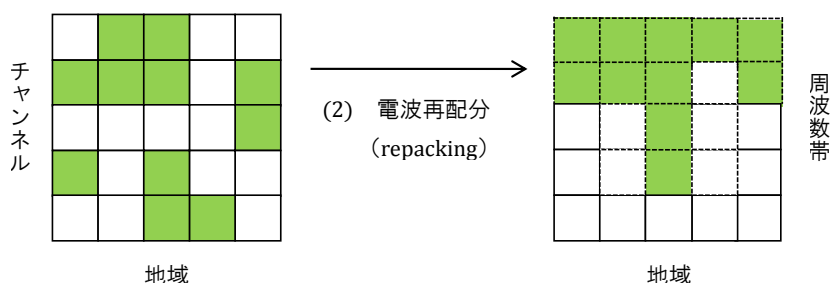 チャンネル
(2) 電波再配分
（repacking）
周波数帯
地域
地域